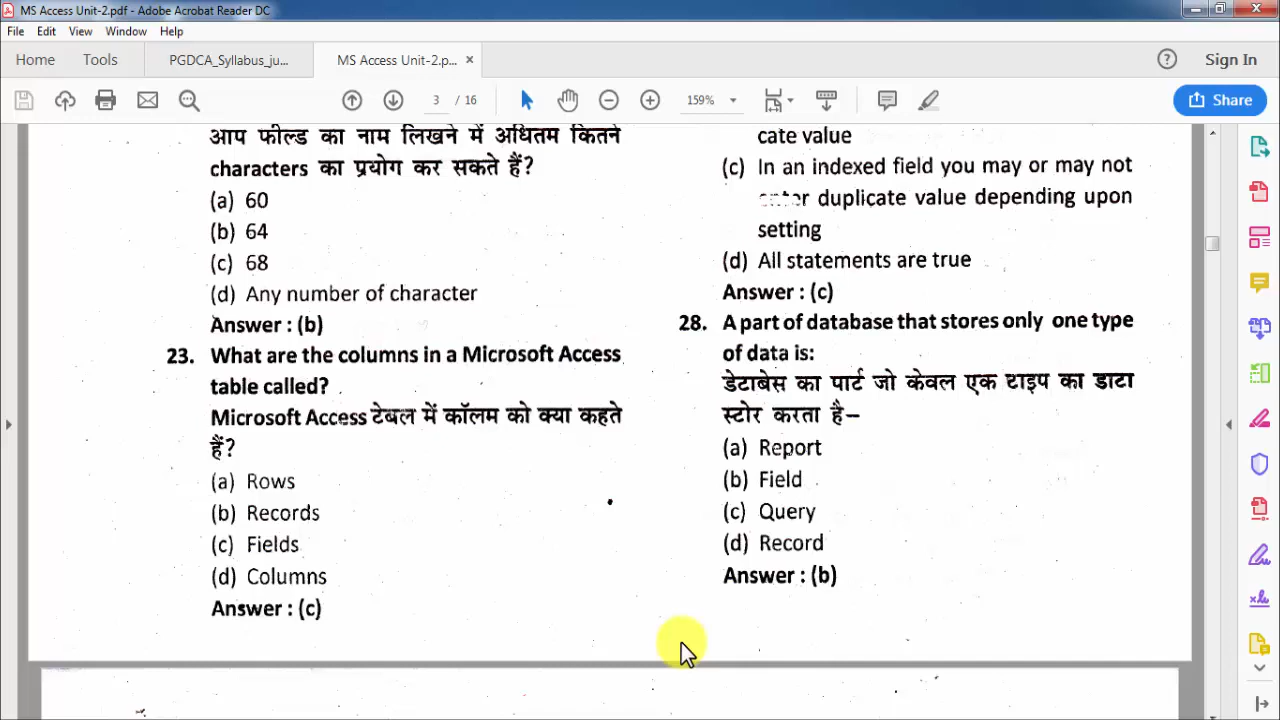 MS Access Unit-2.pdf - Adobe Acrobat Reader DC
File Edit View Window Help
Home Tools PGDCA_Syllabus_ju... MS Access Unit-2.p... × Sign In
3 / 16 159% Share
आप फील्ड का नाम लिखने में अधितम कितने
characters का प्रयोग कर सकते हैं?
(a) 60
(b) 64
(c) 68
(d) Any number of character
Answer : (b)
23. What are the columns in a Microsoft Access
table called?
Microsoft Access टेबल में कॉलम को क्या कहते
हैं?
(a) Rows
(b) Records
(c) Fields
(d) Columns
Answer : (c)
cate value
(c) In an indexed field you may or may not
enter duplicate value depending upon
setting
(d) All statements are true
Answer : (c)
28. A part of database that stores only one type
of data is:
डेटाबेस का पार्ट जो केवल एक टाइप का डाटा
स्टोर करता है–
(a) Report
(b) Field
(c) Query
(d) Record
Answer : (b)